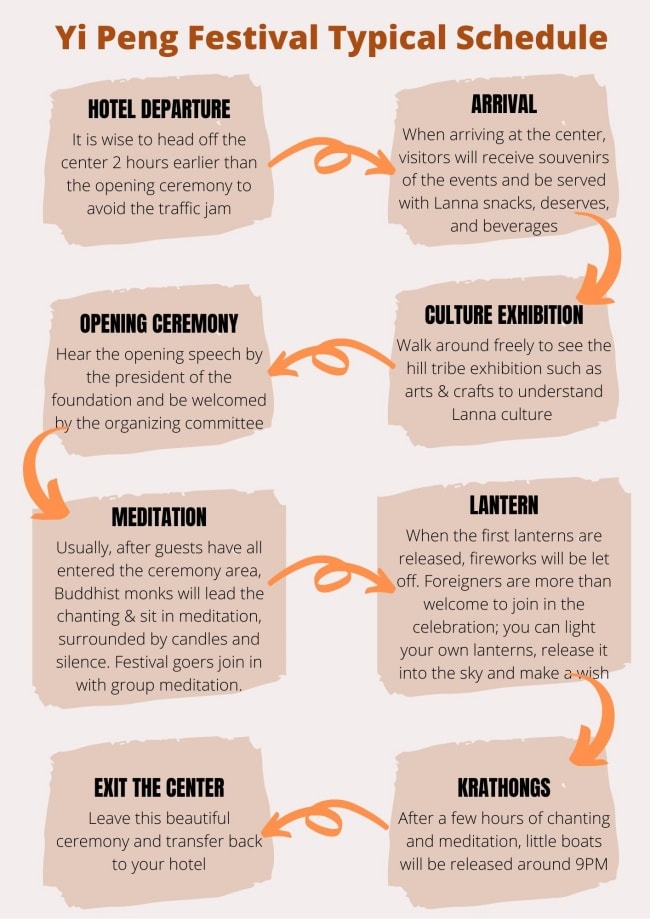 Yi Peng Festival Typical Schedule
HOTEL DEPARTURE
It is wise to head off the
center 2 hours earlier than
the opening ceremony to
avoid the traffic jam
ARRIVAL
When arriving at the center,
visitors will receive souvenirs
of the events and be served
with Lanna snacks, deserves,
and beverages
CULTURE EXHIBITION
Walk around freely to see the
hill tribe exhibition such as
arts & crafts to understand
Lanna culture
OPENING CEREMONY
Hear the opening speech by
the president of the
foundation and be welcomed
by the organizing committee
MEDITATION
Usually, after guests have all
entered the ceremony area,
Buddhist monks will lead the
chanting & sit in meditation,
surrounded by candles and
silence. Festival goers join in
with group meditation.
LANTERN
When the first lanterns are
released, fireworks will be let
off. Foreigners are more than
welcome to join in the
celebration; you can light
your own lanterns, release it
into the sky and make a wish
KRATHONGS
After a few hours of chanting
and meditation, little boats
will be released around 9PM
EXIT THE CENTER
Leave this beautiful
ceremony and transfer back
to your hotel